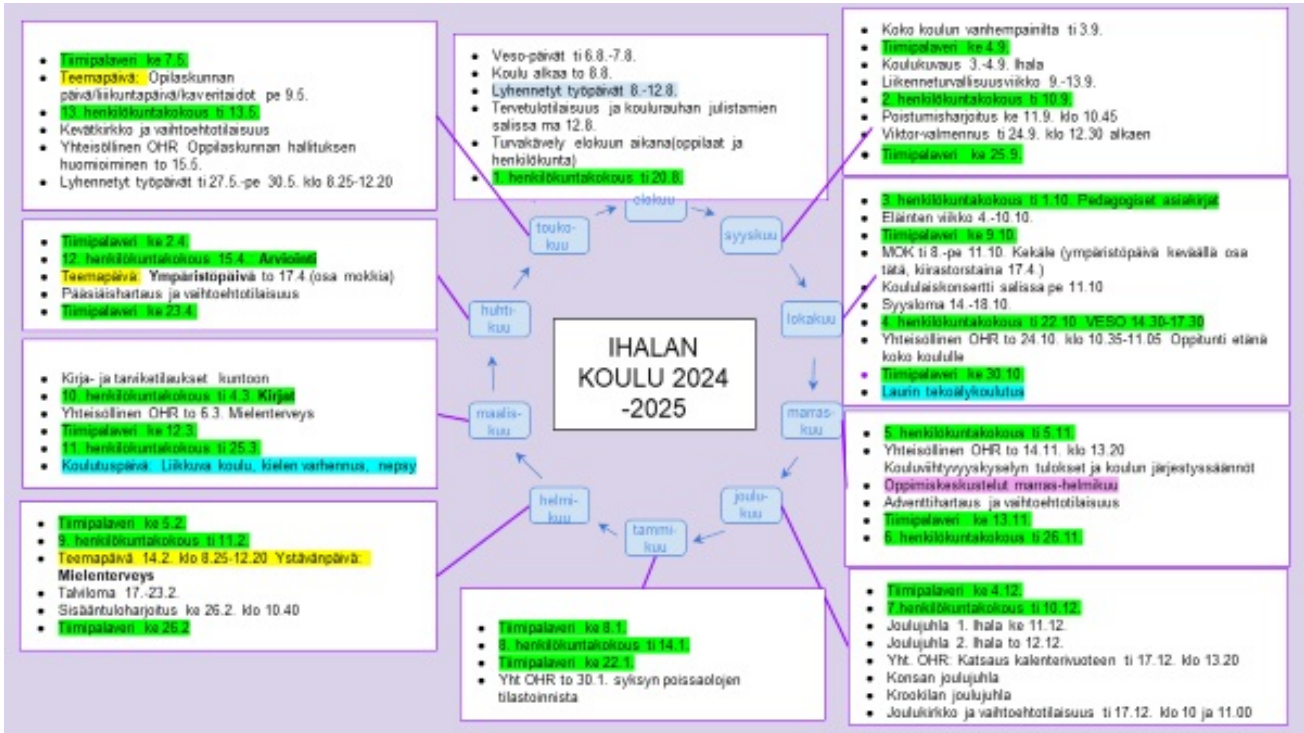 Veso-päivät ti 6.8.-7.8.
Koulu alkaa to 8.8.
Lyhennetyt työpäivät 8.-12.8.
Tervetulotilaisuus ja koulurauhan julistamien
salissa ma 12.8.
Turvakävely elokuun aikana(oppilaat ja
henkilökunta)
1. henkilökuntakokous ti 20.8.
Koko koulun vanhempainilta ti 3.9.
Tiimipalaveri ke 4.9.
Koulukuvaus 3.-4.9. Ihala
Liikenneturvallisuusviikko 9.-13.9.
2. henkilökuntakokous ti 10.9.
Poistumisharjoitus ke 11.9. klo 10.45
Viktor-valmennus ti 24.9. klo 12.30 alkaen
Tiimipalaveri ke 25.9.
3. henkilökuntakokous ti 1.10. Pedagogiset asiakirjat
Eläinten viikko 4.-10.10.
Tiimipalaveri ke 9.10.
MOK ti 8.-pe 11.10. Kekäle (ympäristöpäivä keväällä osa
tätä, kiirastorstaina 17.4.)
Koululaiskonsertti salissa pe 11.10
Syysloma 14.-18.10.
4. henkilökuntakokous ti 22.10. VESO 14.30-17.30
Yhteisöllinen OHR to 24.10. klo 10.35-11.05 Oppitunti etänä
koko koululle
Tiimipalaveri ke 30.10.
Laurin tekoälykoulutus
5. henkilökuntakokous ti 5.11.
Yhteisöllinen OHR to 14.11. klo 13.20
Kouluviihtyvyyskyselyn tulokset ja koulun järjestyssäännöt
Oppimiskeskustelut marras-helmikuu
Adventtihartaus ja vaihtoehtotilaisuus
Tiimipalaveri ke 13.11.
6. henkilökuntakokous ti 26.11.
Tiimipalaveri ke 4.12.
7.henkilökuntakokous ti 10.12.
Joulujuhla 1. Ihala ke 11.12.
Joulujuhla 2. Ihala to 12.12.
Yht. OHR: Katsaus kalenterivuoteen ti 17.12. klo 13.20
Konsan joulujuhla
Krookilan joulujuhla
Joulukirkko ja vaihtoehtotilaisuus ti 17.12. klo 10 ja 11.00
Tiimipalaveri ke 8.1.
8. henkilökuntakokous ti 14.1.
Tiimipalaveri ke 22.1.
Yht OHR to 30.1. syksyn poissaolojen
tilastoinnista
Tiimipalaveri ke 5.2.
9. henkilökuntakokous ti 11.2.
Teemapäivä 14.2. klo 8.25-12.20 Ystävänpäivä:
Mielenterveys
Talviloma 17.-23.2.
Sisääntuloharjoitus ke 26.2. klo 10.40
Tiimipalaveri ke 26.2
Kirja- ja tarviketilaukset kuntoon
10. henkilökuntakokous ti 4.3. Kirjat
Yhteisöllinen OHR to 6.3. Mielenterveys
Tiimipalaveri ke 12.3.
11. henkilökuntakokous ti 25.3.
Koulutuspäivä: Liikkuva koulu, kielen varhennus, nepsy
Tiimipalaveri ke 2.4.
12. henkilökuntakokous 15.4. Arviointi
Teemapäivä: Ympäristöpäivä to 17.4.(osa mokkia)
Pääsiäishartaus ja vaihtoehtotilaisuus
Tiimipalaveri ke 23.4.
Tiimipalaveri ke 7.5.
Teemapäivä: Opilaskunnan
päivä/liikuntapäivä/kaveritaidot pe 9.5.
13. henkilökuntakokous ti 13.5.
Kevätkirkko ja vaihtoehtotilaisuus
Yhteisöllinen OHR Oppilaskunnan hallituksen
huomioiminen to 15.5.
Lyhennetyt työpäivät ti 27.5.-pe 30.5. klo 8.25-12.20
elokuu
syyskuu
lokakuu
marras-
kuu
joulu-
kuu
tammi-
kuu
helmi-
kuu
maalis-
kuu
huhti-
kuu
touko-
kuu
IHALAN
KOULU 2024
-2025